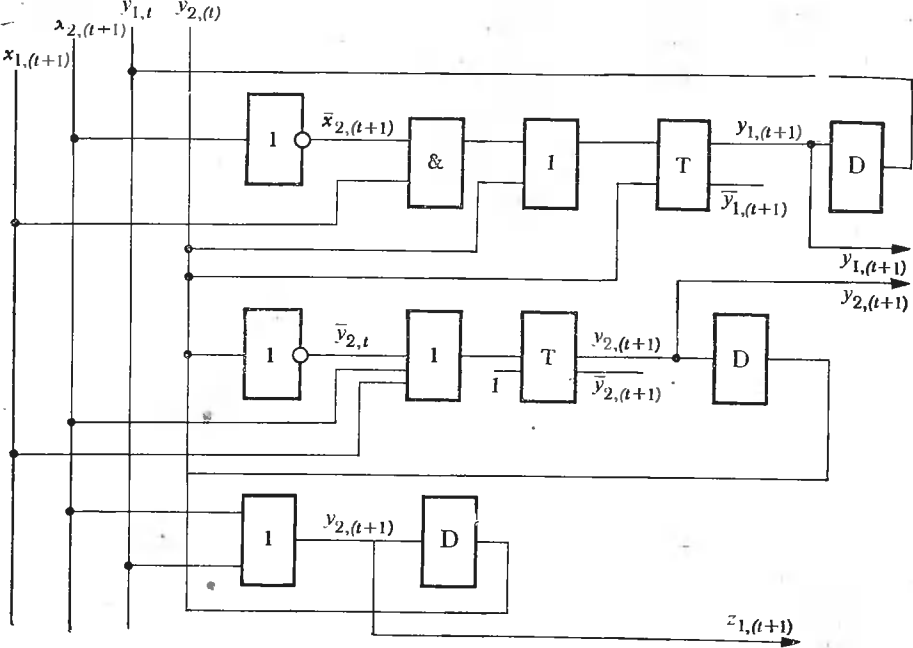 x1,(t+1)
x2,(t+1)
y1,t
y2,(t)
1
x̄2,(t+1)
&
1
T
y1,(t+1)
ȳ1,(t+1)
D
y1,(t+1)
y2,(t+1)
1
ȳ2,t
1
1
T
y2,(t+1)
ȳ2,(t+1)
D
1
y2,(t+1)
D
z1,(t+1)